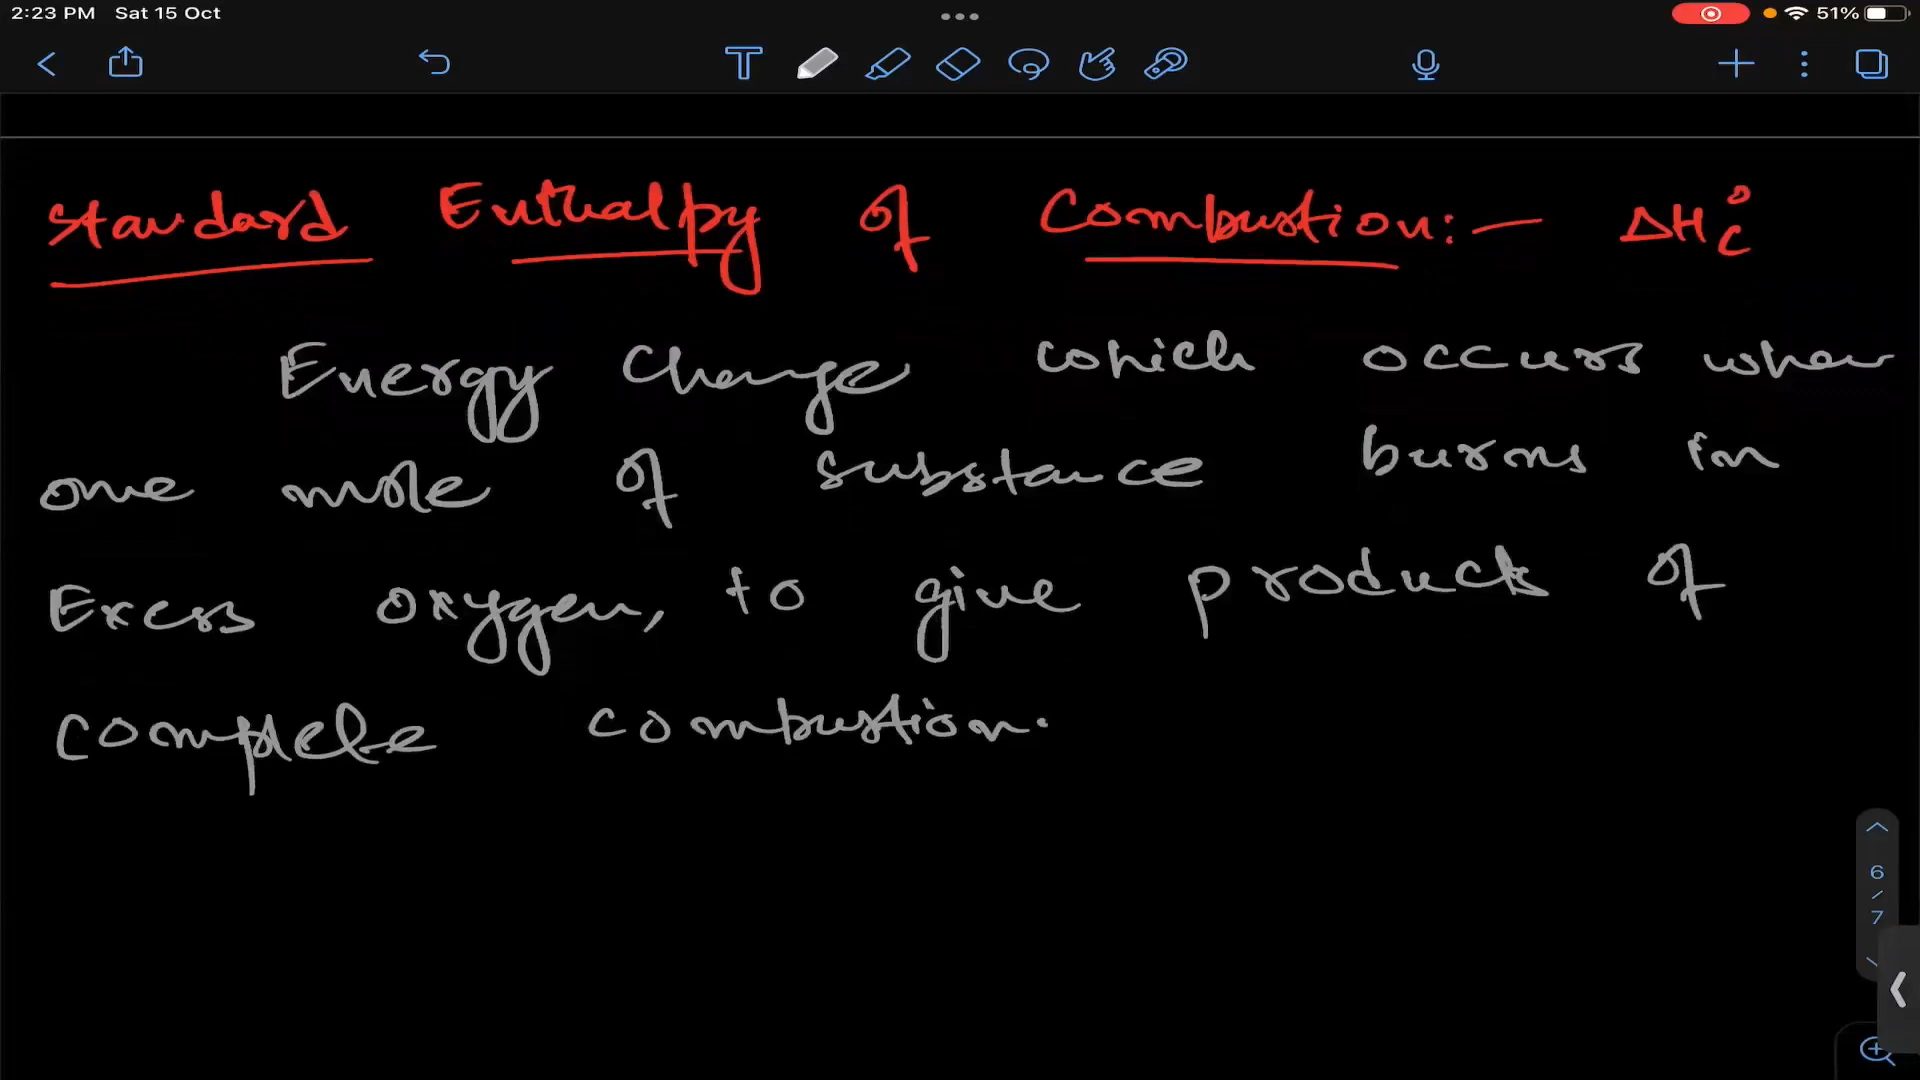 2:23 PM Sat 15 Oct
51%
Standard Enthalpy of Combustion:- ΔH°c
Energy change which occurs when
one mole of substance burns in
Excess oxygen, to give products of
complete combustion.
6
/
7